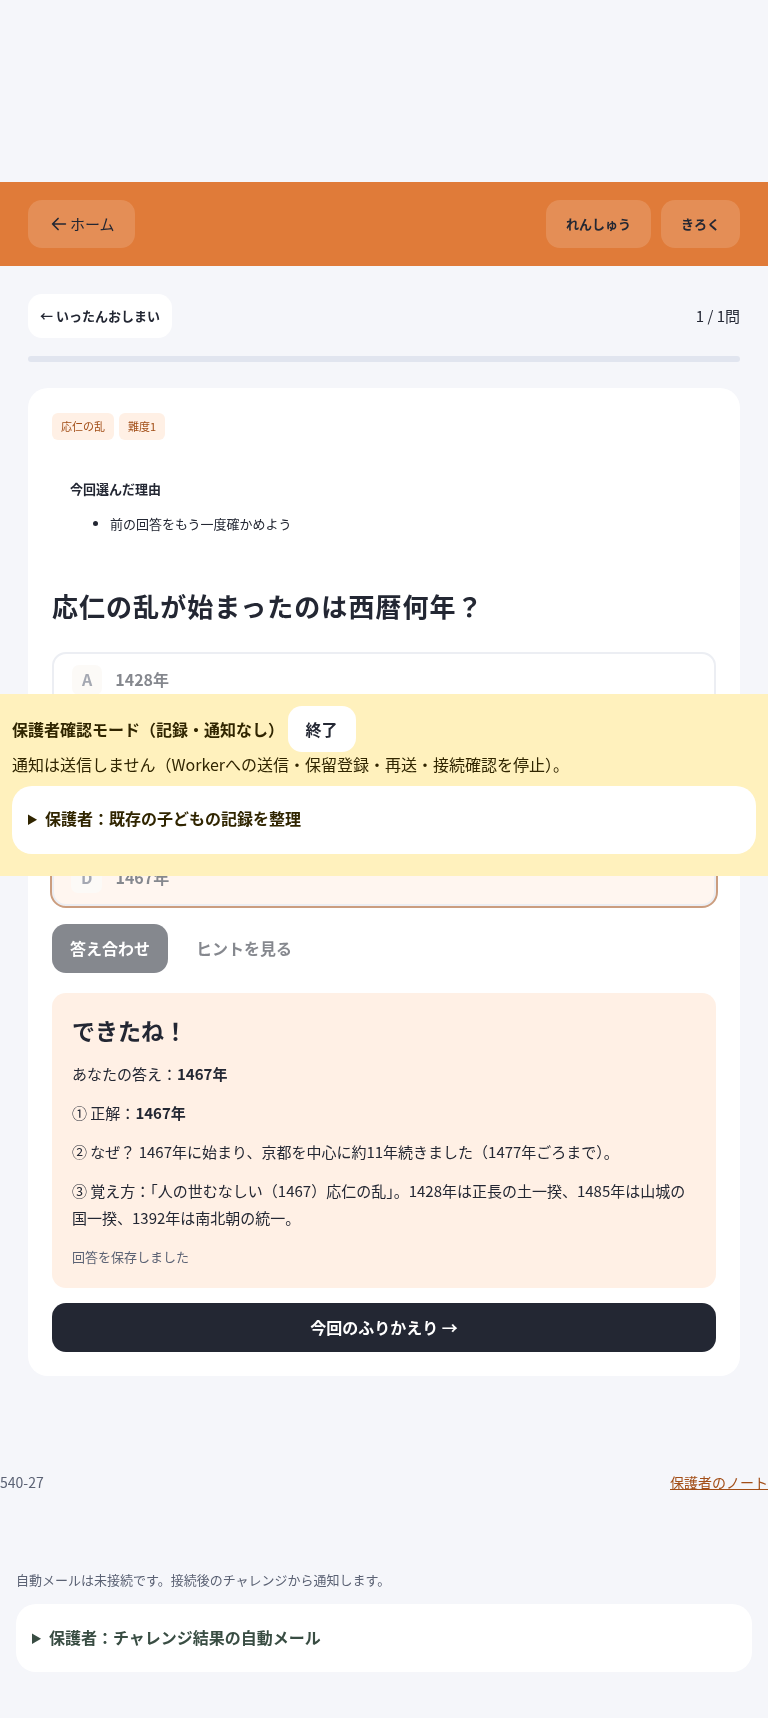 ← ホーム
れんしゅう
きろく
← いったんおしまい
1 / 1問
応仁の乱
難度1
今回選んだ理由
• 前の回答をもう一度確かめよう
応仁の乱が始まったのは西暦何年？
A 1428年
保護者確認モード（記録・通知なし） 終了
通知は送信しません（Workerへの送信・保留登録・再送・接続確認を停止）。
▶ 保護者：既存の子どもの記録を整理
D 1467年
答え合わせ
ヒントを見る
できたね！
あなたの答え：1467年
① 正解：1467年
② なぜ？ 1467年に始まり、京都を中心に約11年続きました（1477年ごろまで）。
③ 覚え方：「人の世むなしい（1467）応仁の乱」。1428年は正長の土一揆、1485年は山城の
国一揆、1392年は南北朝の統一。
回答を保存しました
今回のふりかえり →
540-27
保護者のノート
自動メールは未接続です。接続後のチャレンジから通知します。
▶ 保護者：チャレンジ結果の自動メール